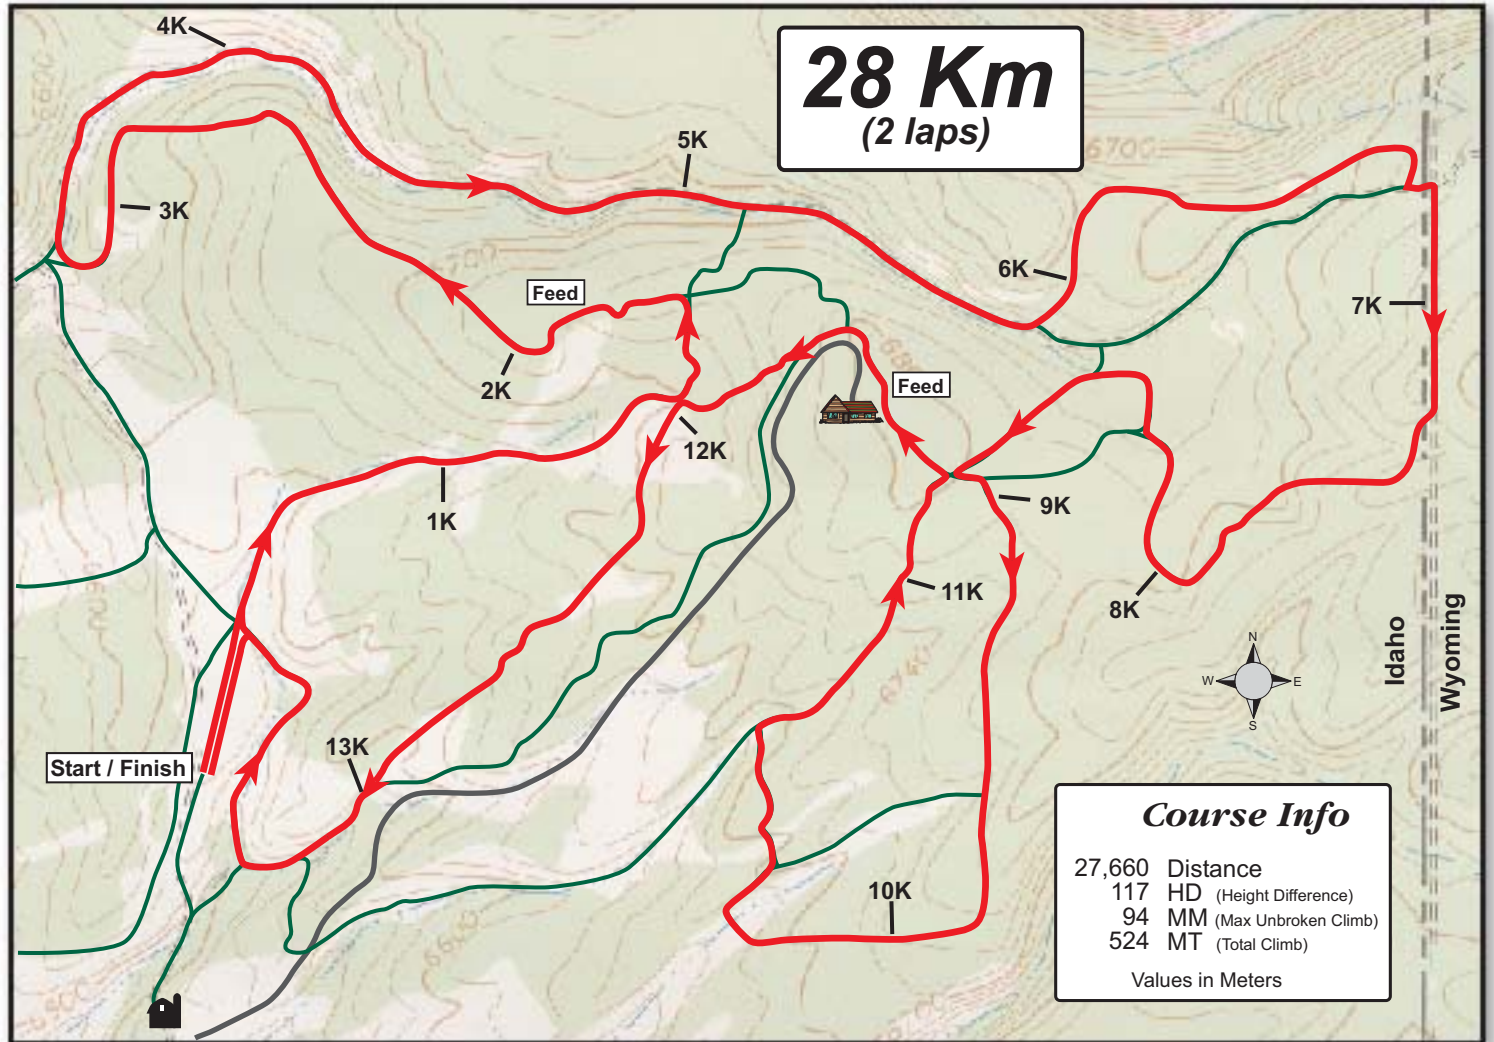 4K
28 Km
(2 laps)
6700
5K
3K
6K
700
Feed
7K
2K
Feed
12K
9K
1K
11K
8K
Idaho
Wyoming
N
W
E
S
13K
Start / Finish
Course Info
27,660 Distance
117 HD (Height Difference)
94 MM (Max Unbroken Climb)
524 MT (Total Climb)
Values in Meters
10K